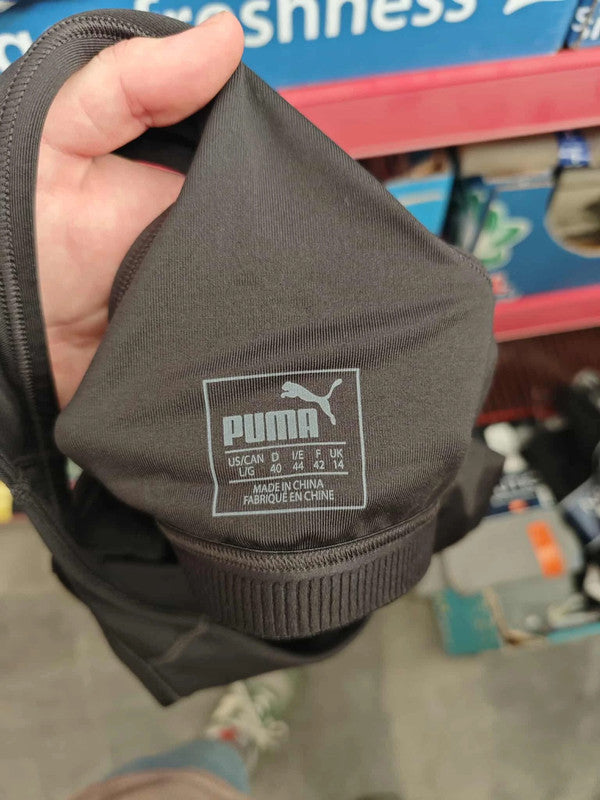 freshness
PUMA
US/CAN D I/E F UK
L/G 40 44 42 14
MADE IN CHINA
FABRIQUÉ EN CHINE